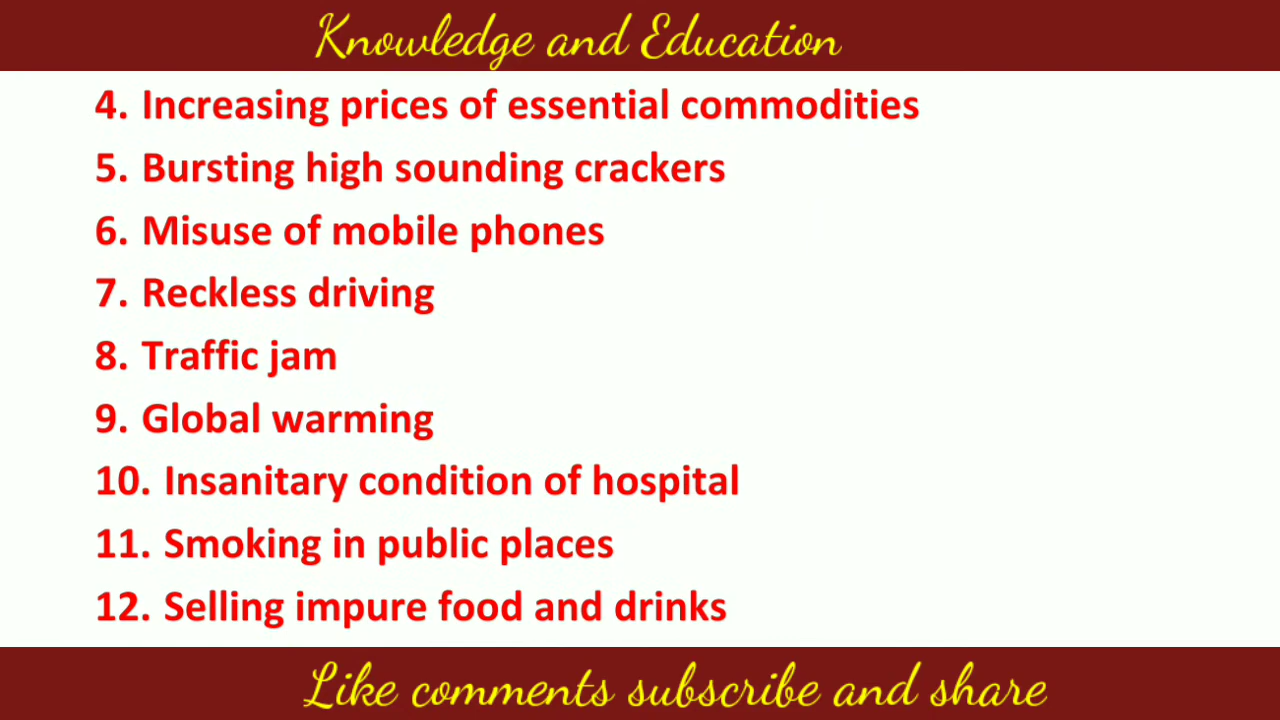 Knowledge and Education
4. Increasing prices of essential commodities
5. Bursting high sounding crackers
6. Misuse of mobile phones
7. Reckless driving
8. Traffic jam
9. Global warming
10. Insanitary condition of hospital
11. Smoking in public places
12. Selling impure food and drinks
Like comments subscribe and share